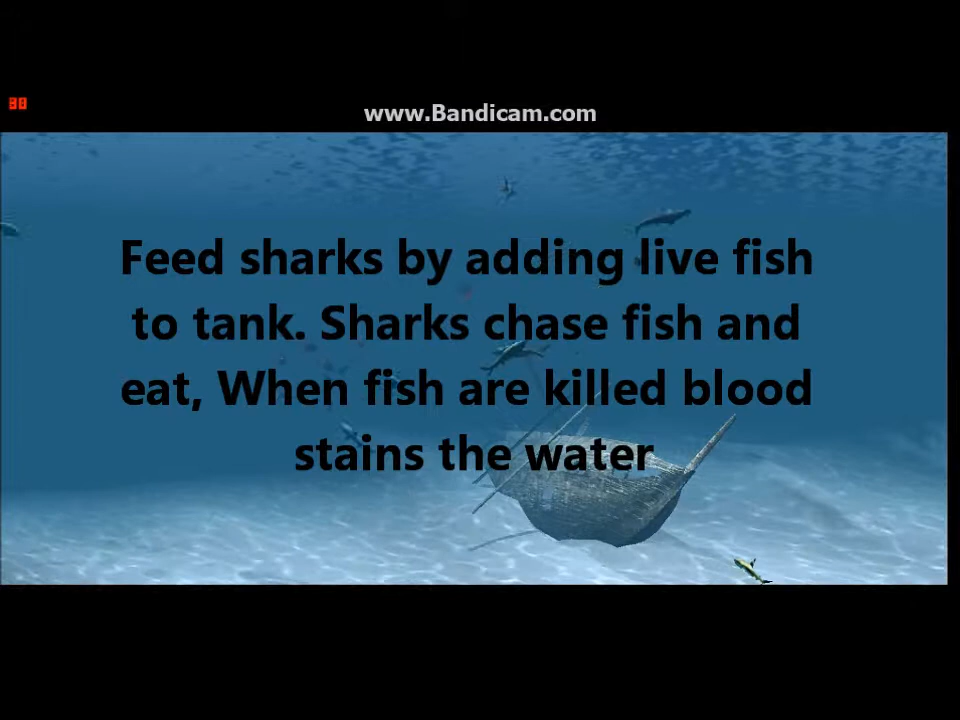 30
www.Bandicam.com
Feed sharks by adding live fish
to tank. Sharks chase fish and
eat, When fish are killed blood
stains the water